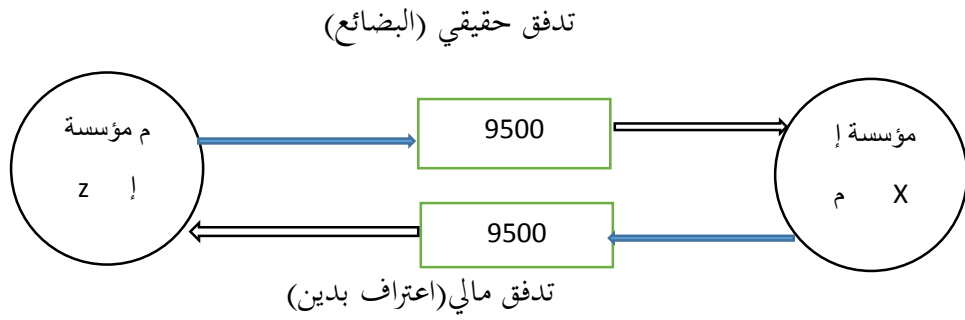 تدفق حقيقي (البضائع)
مؤسسة إ
X م
9500
م مؤسسة
إ z
9500
تدفق مالي(اعتراف بدين)